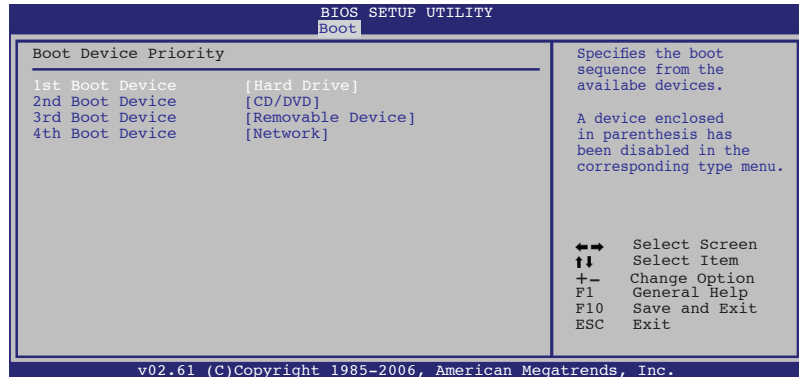 BIOS SETUP UTILITY
Boot
Boot Device Priority
1st Boot Device [Hard Drive]
2nd Boot Device [CD/DVD]
3rd Boot Device [Removable Device]
4th Boot Device [Network]
Specifies the boot
sequence from the
availabe devices.
A device enclosed
in parenthesis has
been disabled in the
corresponding type menu.
←→ Select Screen
↑↓ Select Item
+- Change Option
F1 General Help
F10 Save and Exit
ESC Exit
v02.61 (C)Copyright 1985-2006, American Megatrends, Inc.